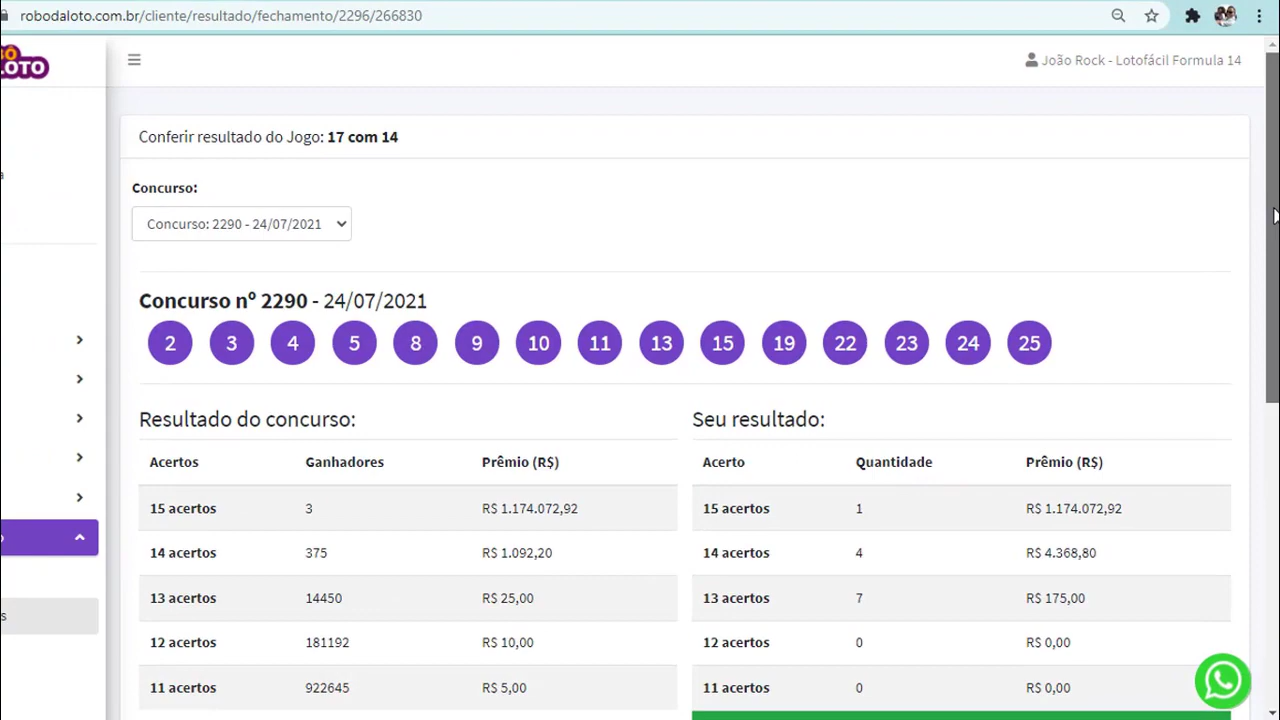 robodaloto.com.br/cliente/resultado/fechamento/2296/266830
LOTO
João Rock - Lotofácil Formula 14
Conferir resultado do Jogo: 17 com 14
Concurso:
Concurso: 2290 - 24/07/2021
Concurso nº 2290 - 24/07/2021
2 3 4 5 8 9 10 11 13 15 19 22 23 24 25
Resultado do concurso:
Acertos Ganhadores Prêmio (R$)
15 acertos 3 R$ 1.174.072,92
14 acertos 375 R$ 1.092,20
13 acertos 14450 R$ 25,00
12 acertos 181192 R$ 10,00
11 acertos 922645 R$ 5,00
Seu resultado:
Acerto Quantidade Prêmio (R$)
15 acertos 1 R$ 1.174.072,92
14 acertos 4 R$ 4.368,80
13 acertos 7 R$ 175,00
12 acertos 0 R$ 0,00
11 acertos 0 R$ 0,00